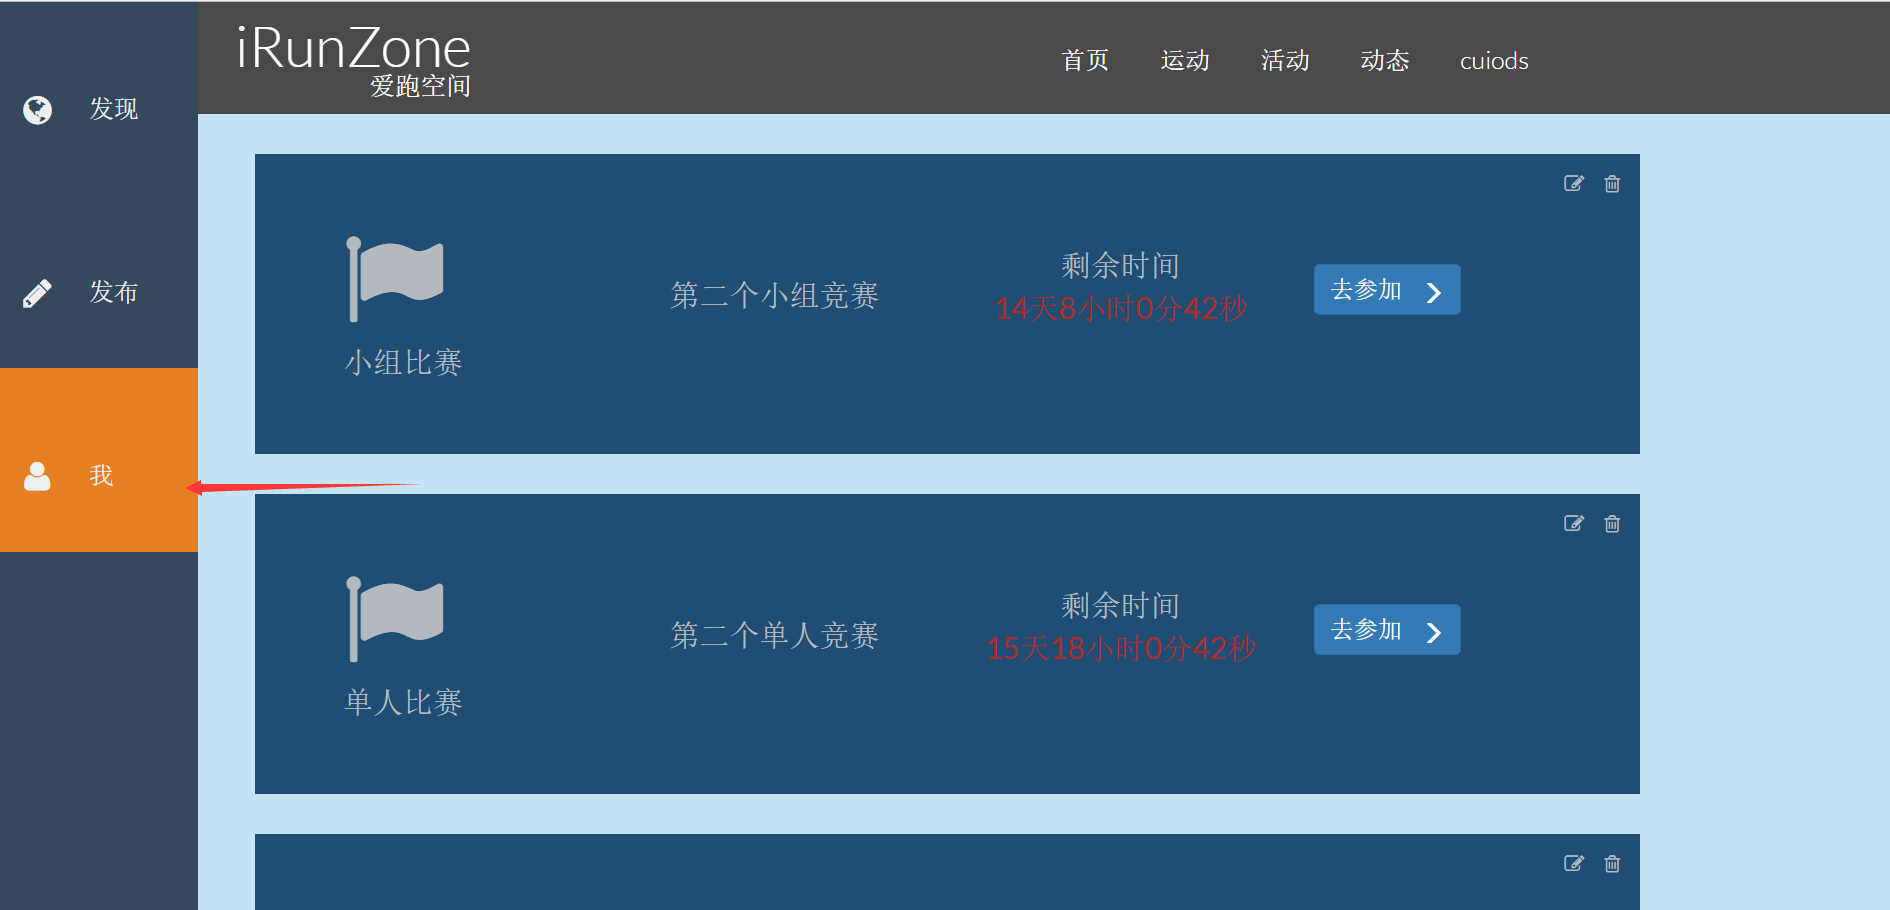 iRunZone
爱跑空间
首页 运动 活动 动态 cuiods
发现
发布
我
第二个小组竞赛
剩余时间
14天8小时0分42秒
去参加
小组比赛
第二个单人竞赛
剩余时间
15天18小时0分42秒
去参加
单人比赛